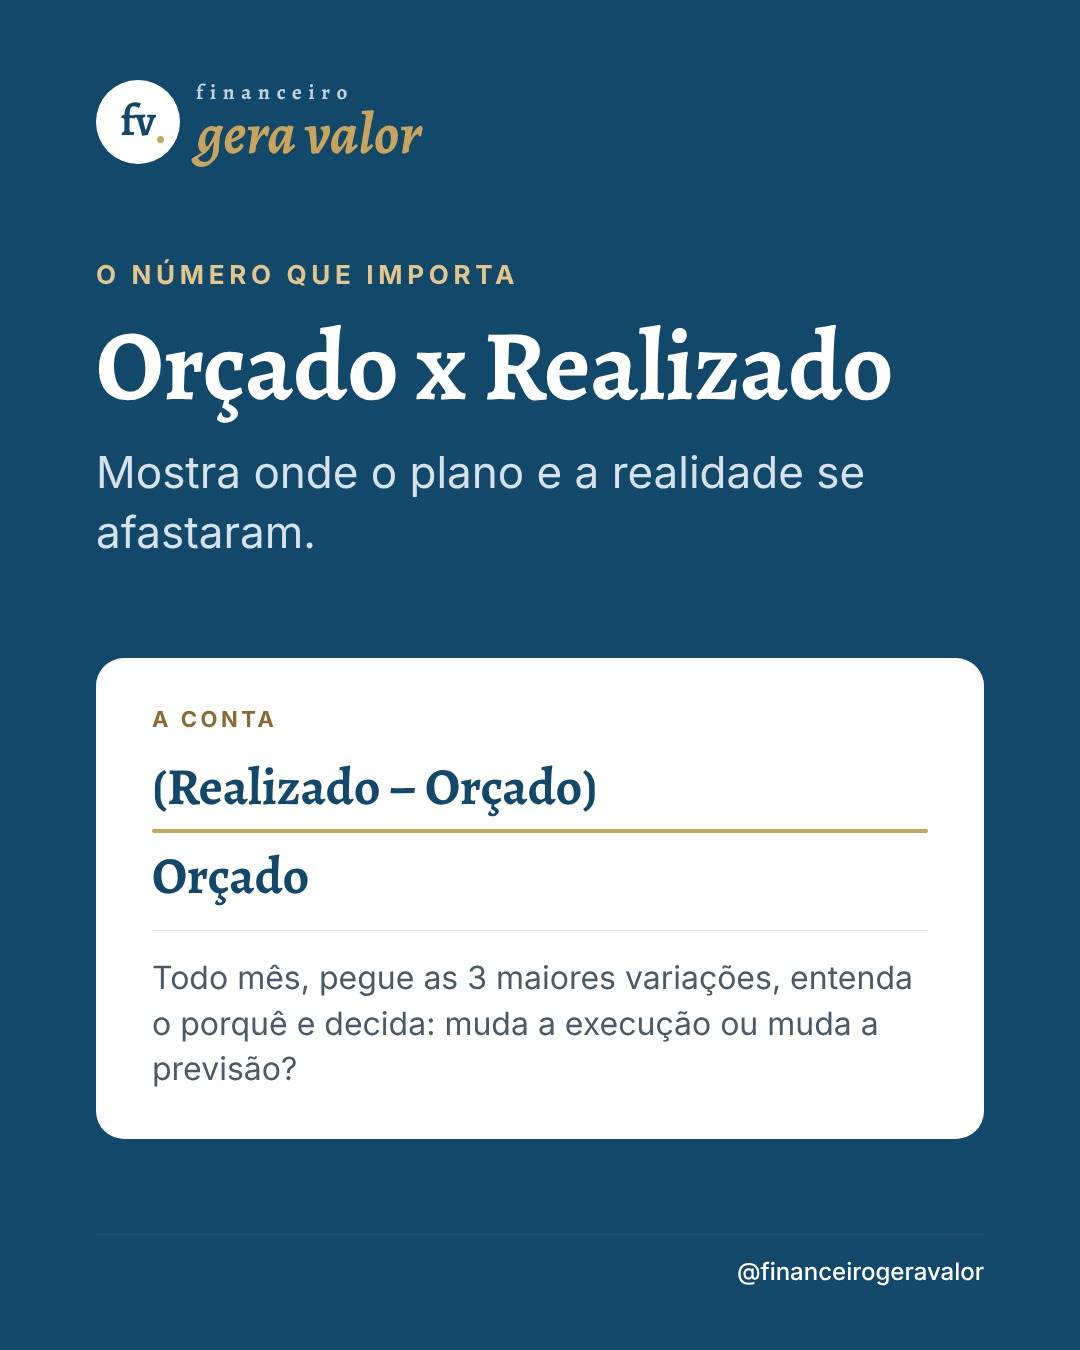 fv.
financeiro
gera valor
O NÚMERO QUE IMPORTA
Orçado x Realizado
Mostra onde o plano e a realidade se
afastaram.
A CONTA
(Realizado – Orçado)
Orçado
Todo mês, pegue as 3 maiores variações, entenda
o porquê e decida: muda a execução ou muda a
previsão?
@financeirogeravalor